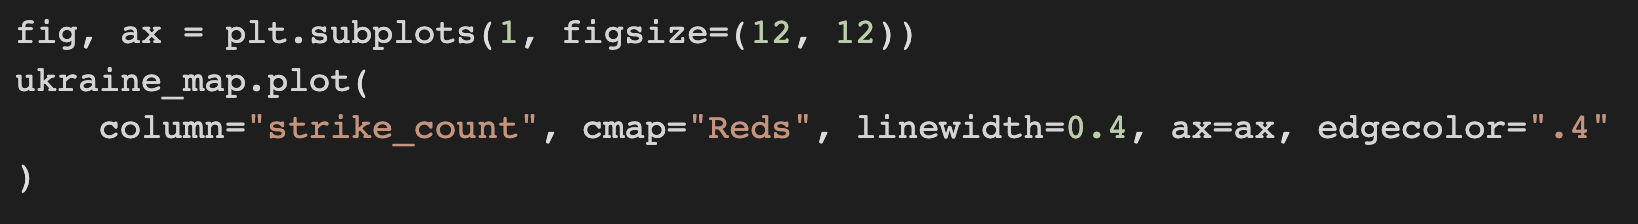 fig, ax = plt.subplots(1, figsize=(12, 12))
ukraine_map.plot(
    column="strike_count", cmap="Reds", linewidth=0.4, ax=ax, edgecolor=".4"
)